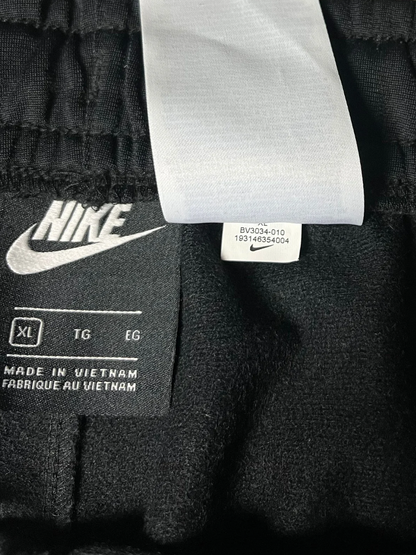 XL
BV3034-010
193146354004
NIKE
XL TG EG
MADE IN VIETNAM
FABRIQUE AU VIETNAM